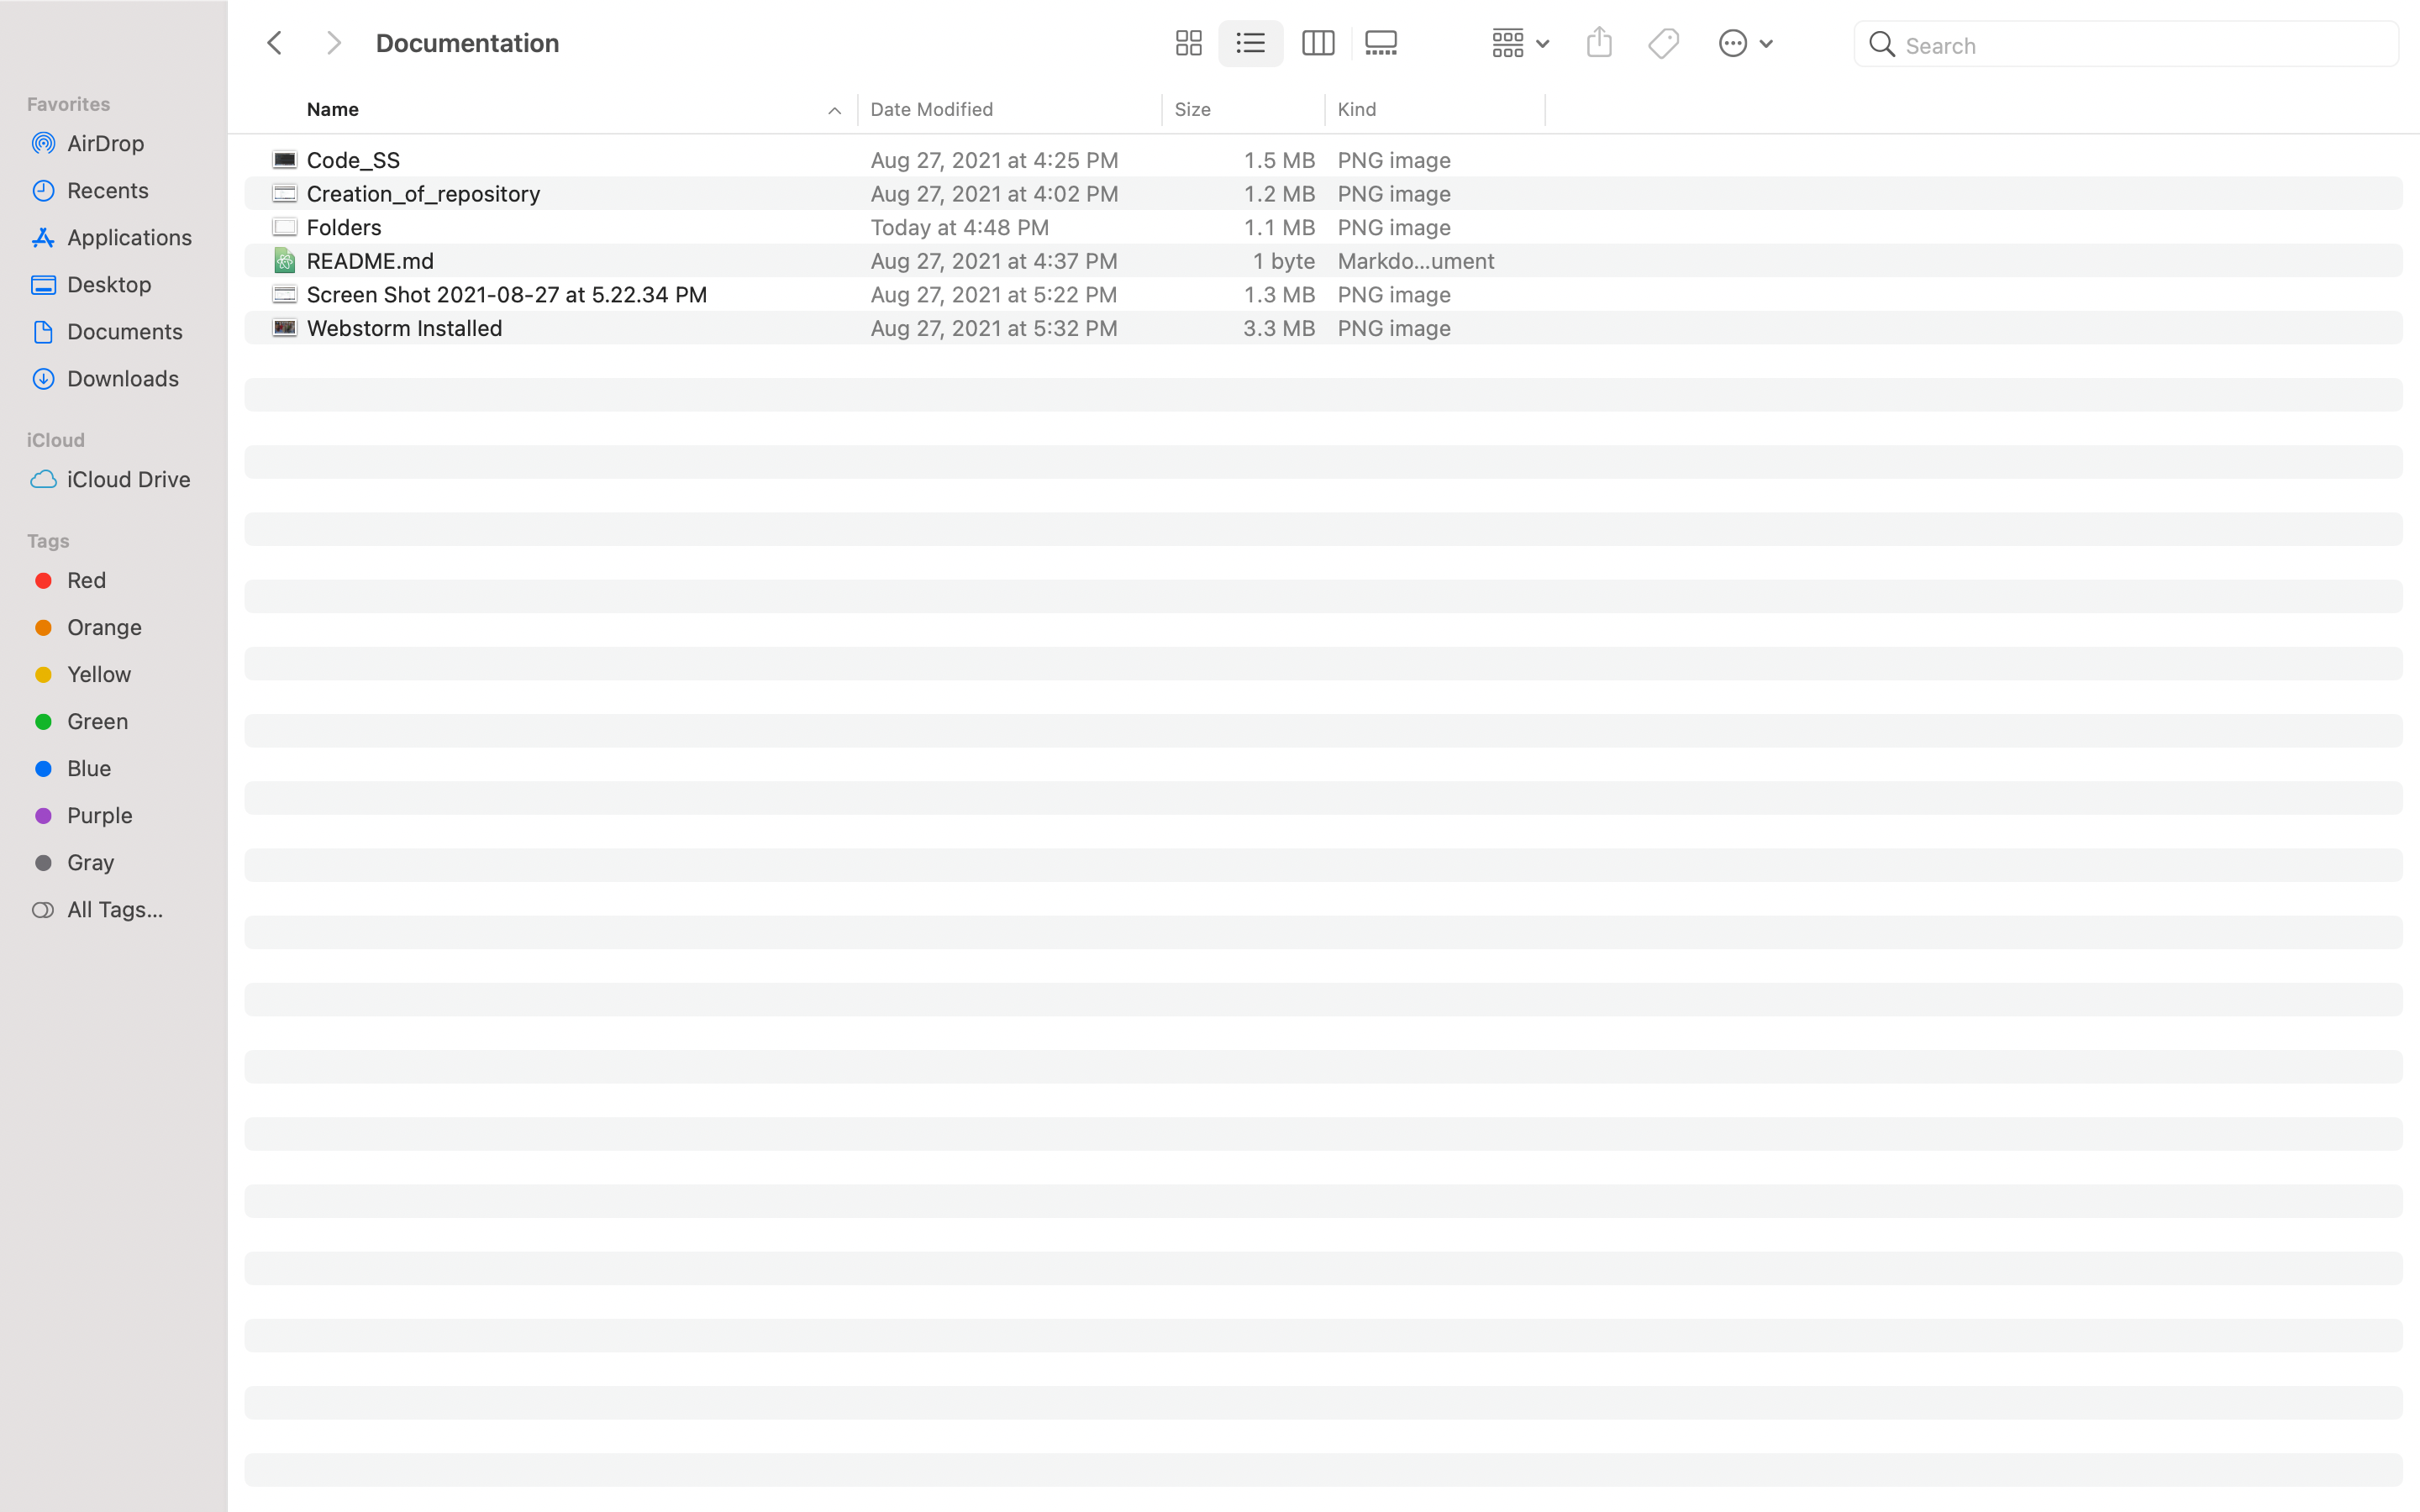 Documentation
Search
Favorites
AirDrop
Recents
Applications
Desktop
Documents
Downloads
iCloud
iCloud Drive
Tags
Red
Orange
Yellow
Green
Blue
Purple
Gray
All Tags...
Name Date Modified Size Kind
Code_SS Aug 27, 2021 at 4:25 PM 1.5 MB PNG image
Creation_of_repository Aug 27, 2021 at 4:02 PM 1.2 MB PNG image
Folders Today at 4:48 PM 1.1 MB PNG image
README.md Aug 27, 2021 at 4:37 PM 1 byte Markdo...ument
Screen Shot 2021-08-27 at 5.22.34 PM Aug 27, 2021 at 5:22 PM 1.3 MB PNG image
Webstorm Installed Aug 27, 2021 at 5:32 PM 3.3 MB PNG image